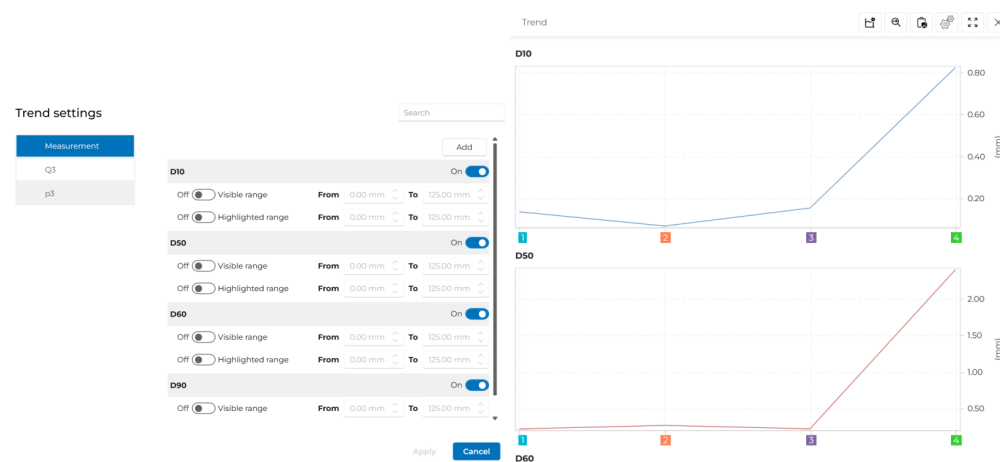 Trend
D10
0.80
0.60
0.40
0.20
(mm)
1 2 3 4
D50
2.00
1.50
1.00
0.50
(mm)
1 2 3 4
D60
Trend settings
Search
Measurement
Q3
p3
Add
D10 On
Off Visible range From 0.00 mm To 125.00 mm
Off Highlighted range From 0.00 mm To 125.00 mm
D50 On
Off Visible range From 0.00 mm To 125.00 mm
Off Highlighted range From 0.00 mm To 125.00 mm
D60 On
Off Visible range From 0.00 mm To 125.00 mm
Off Highlighted range From 0.00 mm To 125.00 mm
D90 On
Off Visible range From 0.00 mm To 125.00 mm
Apply Cancel